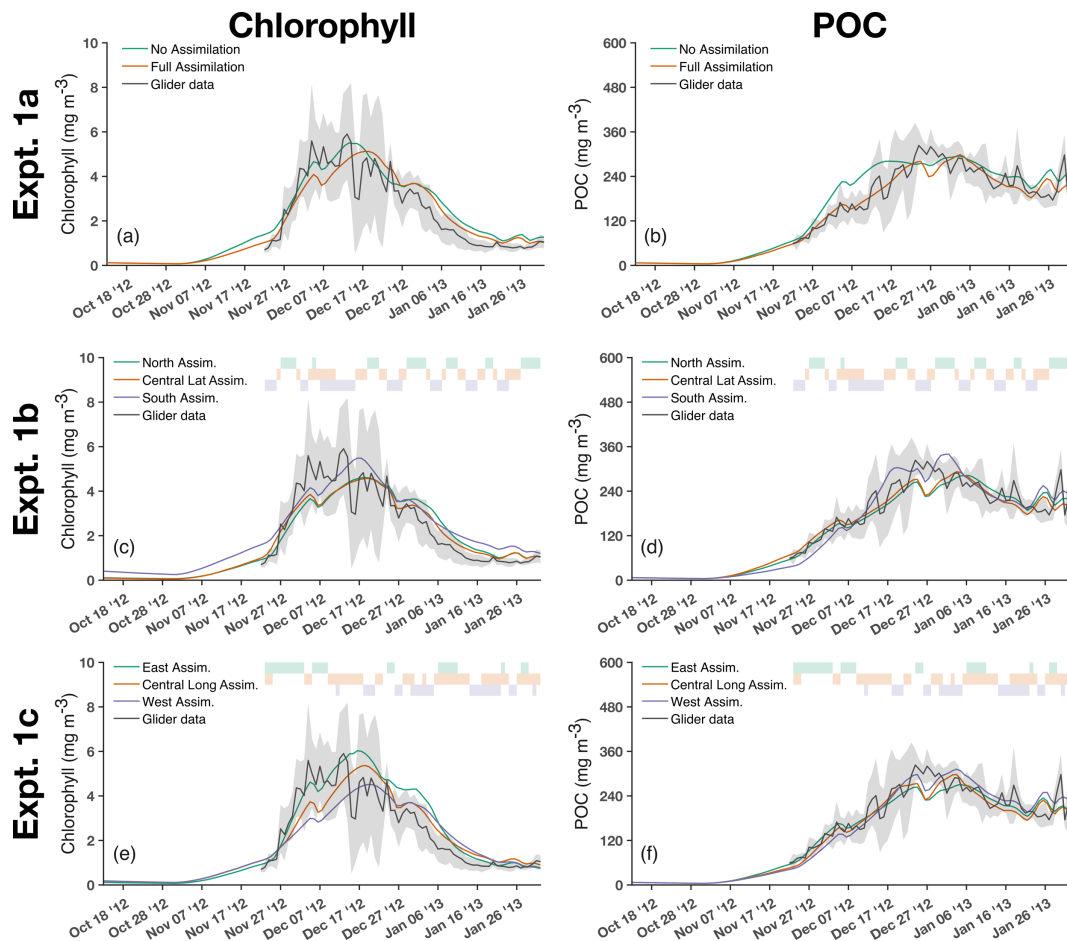 Chlorophyll
POC
Expt. 1a
Chlorophyll (mg m-3)
10
8
6
4
2
0
No Assimilation
Full Assimilation
Glider data
(a)
Oct 18 '12
Oct 28 '12
Nov 07 '12
Nov 17 '12
Nov 27 '12
Dec 07 '12
Dec 17 '12
Dec 27 '12
Jan 06 '13
Jan 16 '13
Jan 26 '13
POC (mg m-3)
600
480
360
240
120
0
No Assimilation
Full Assimilation
Glider data
(b)
Oct 18 '12
Oct 28 '12
Nov 07 '12
Nov 17 '12
Nov 27 '12
Dec 07 '12
Dec 17 '12
Dec 27 '12
Jan 06 '13
Jan 16 '13
Jan 26 '13
Expt. 1b
Chlorophyll (mg m-3)
10
8
6
4
2
0
North Assim.
Central Lat Assim.
South Assim.
Glider data
(c)
Oct 18 '12
Oct 28 '12
Nov 07 '12
Nov 17 '12
Nov 27 '12
Dec 07 '12
Dec 17 '12
Dec 27 '12
Jan 06 '13
Jan 16 '13
Jan 26 '13
POC (mg m-3)
600
480
360
240
120
0
North Assim.
Central Lat Assim.
South Assim.
Glider data
(d)
Oct 18 '12
Oct 28 '12
Nov 07 '12
Nov 17 '12
Nov 27 '12
Dec 07 '12
Dec 17 '12
Dec 27 '12
Jan 06 '13
Jan 16 '13
Jan 26 '13
Expt. 1c
Chlorophyll (mg m-3)
10
8
6
4
2
0
East Assim.
Central Long Assim.
West Assim.
Glider data
(e)
Oct 18 '12
Oct 28 '12
Nov 07 '12
Nov 17 '12
Nov 27 '12
Dec 07 '12
Dec 17 '12
Dec 27 '12
Jan 06 '13
Jan 16 '13
Jan 26 '13
POC (mg m-3)
600
480
360
240
120
0
East Assim.
Central Long Assim.
West Assim.
Glider data
(f)
Oct 18 '12
Oct 28 '12
Nov 07 '12
Nov 17 '12
Nov 27 '12
Dec 07 '12
Dec 17 '12
Dec 27 '12
Jan 06 '13
Jan 16 '13
Jan 26 '13